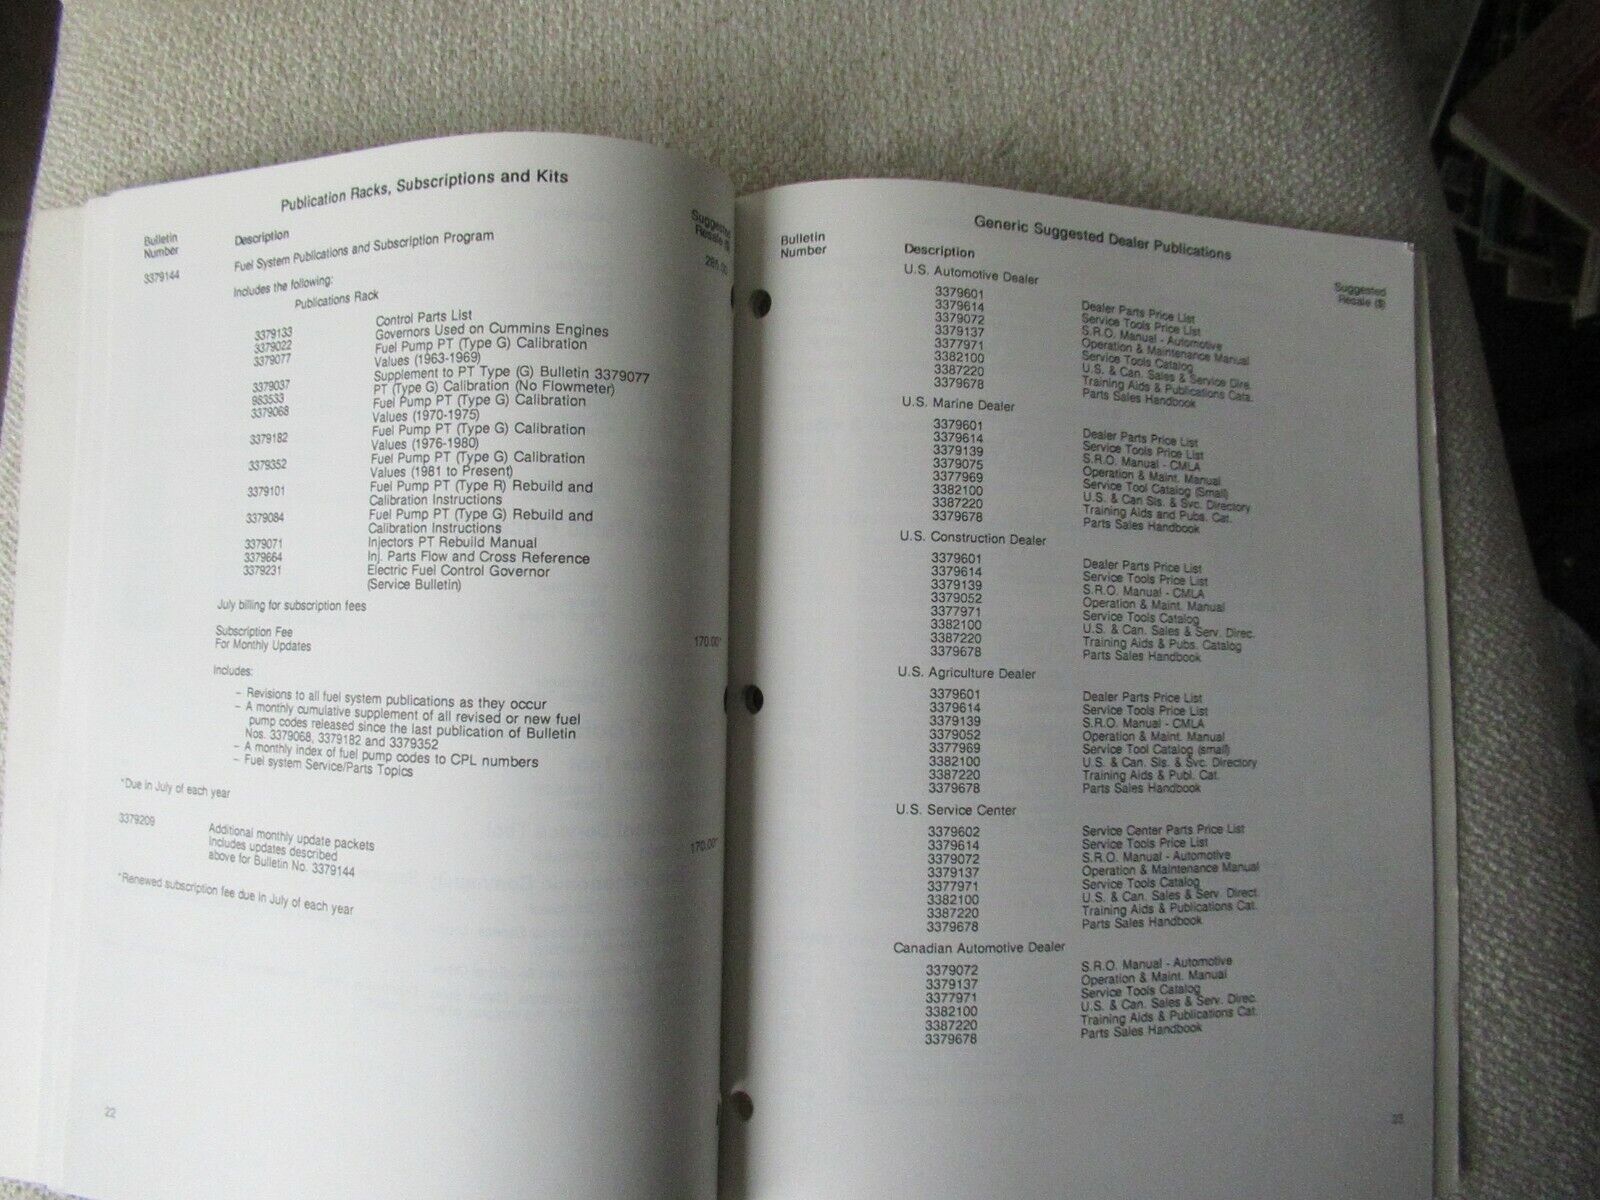 Publication Racks, Subscriptions and Kits
Bulletin Number Description Suggested Resale ($)
3379144 Fuel System Publications and Subscription Program 285.00
Includes the following:
Publications Rack
Control Parts List
3379133 Governors Used on Cummins Engines
3379022 Fuel Pump PT (Type G) Calibration
3379077 Values (1963-1969)
Supplement to PT Type (G) Bulletin 3379077
3379037 PT (Type G) Calibration (No Flowmeter)
983533 Fuel Pump PT (Type G) Calibration
3379068 Values (1970-1975)
Fuel Pump PT (Type G) Calibration
3379182 Values (1976-1980)
Fuel Pump PT (Type G) Calibration
3379352 Values (1981 to Present)
Fuel Pump PT (Type R) Rebuild and
3379101 Calibration Instructions
Fuel Pump PT (Type G) Rebuild and
3379084 Calibration Instructions
3379071 Injectors PT Rebuild Manual
3379664 Inj. Parts Flow and Cross Reference
3379231 Electric Fuel Control Governor
(Service Bulletin)
July billing for subscription fees
Subscription Fee
For Monthly Updates 170.00*
Includes:
– Revisions to all fuel system publications as they occur
– A monthly cumulative supplement of all revised or new fuel
pump codes released since the last publication of Bulletin
Nos. 3379068, 3379182 and 3379352
– A monthly index of fuel pump codes to CPL numbers
– Fuel system Service/Parts Topics
*Due in July of each year
3379209 Additional monthly update packets
Includes updates described
above for Bulletin No. 3379144 170.00*
*Renewed subscription fee due in July of each year
22
Generic Suggested Dealer Publications
Bulletin Number Description Suggested Resale ($)
U.S. Automotive Dealer
3379601 Dealer Parts Price List
3379614 Service Tools Price List
3379072 S.R.O. Manual - Automotive
3379137 Operation & Maintenance Manual
3377971 Service Tools Catalog
3382100 U.S. & Can. Sales & Service Dire.
3387220 Training Aids & Publications Cata.
3379678 Parts Sales Handbook
U.S. Marine Dealer
3379601 Dealer Parts Price List
3379614 Service Tools Price List
3379139 S.R.O. Manual - CMLA
3379075 Operation & Maint. Manual
3377969 Service Tool Catalog (Small)
3382100 U.S. & Can Sls. & Svc. Directory
3387220 Training Aids and Pubs. Cat.
3379678 Parts Sales Handbook
U.S. Construction Dealer
3379601 Dealer Parts Price List
3379614 Service Tools Price List
3379139 S.R.O. Manual - CMLA
3379052 Operation & Maint. Manual
3377971 Service Tools Catalog
3382100 U.S. & Can. Sales & Serv. Direc.
3387220 Training Aids & Pubs. Catalog
3379678 Parts Sales Handbook
U.S. Agriculture Dealer
3379601 Dealer Parts Price List
3379614 Service Tools Price List
3379139 S.R.O. Manual - CMLA
3379052 Operation & Maint. Manual
3377969 Service Tool Catalog (small)
3382100 U.S. & Can. Sls. & Svc. Directory
3387220 Training Aids & Publ. Cat.
3379678 Parts Sales Handbook
U.S. Service Center
3379602 Service Center Parts Price List
3379614 Service Tools Price List
3379072 S.R.O. Manual - Automotive
3379137 Operation & Maintenance Manual
3377971 Service Tools Catalog
3382100 U.S. & Can. Sales & Serv. Direct.
3387220 Training Aids & Publications Cat.
3379678 Parts Sales Handbook
Canadian Automotive Dealer
3379072 S.R.O. Manual - Automotive
3379137 Operation & Maint. Manual
3377971 Service Tools Catalog
3382100 U.S. & Can. Sales & Serv. Direc.
3387220 Training Aids & Publications Cat.
3379678 Parts Sales Handbook